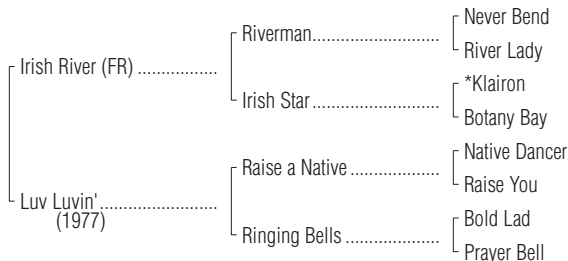 Never Bend
Riverman
River Lady
Irish River (FR)
*Klairon
Irish Star
Botany Bay
Native Dancer
Raise a Native
Raise You
Luv Luvin'
(1977)
Bold Lad
Ringing Bells
Prayer Bell